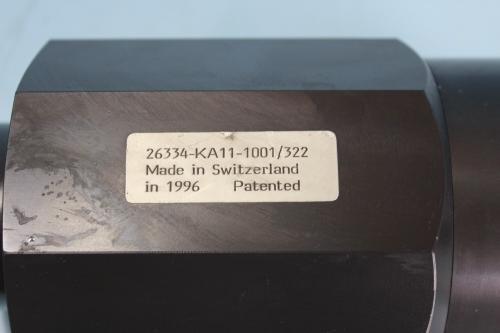 26334-KA11-1001/322
Made in Switzerland
in 1996 Patented